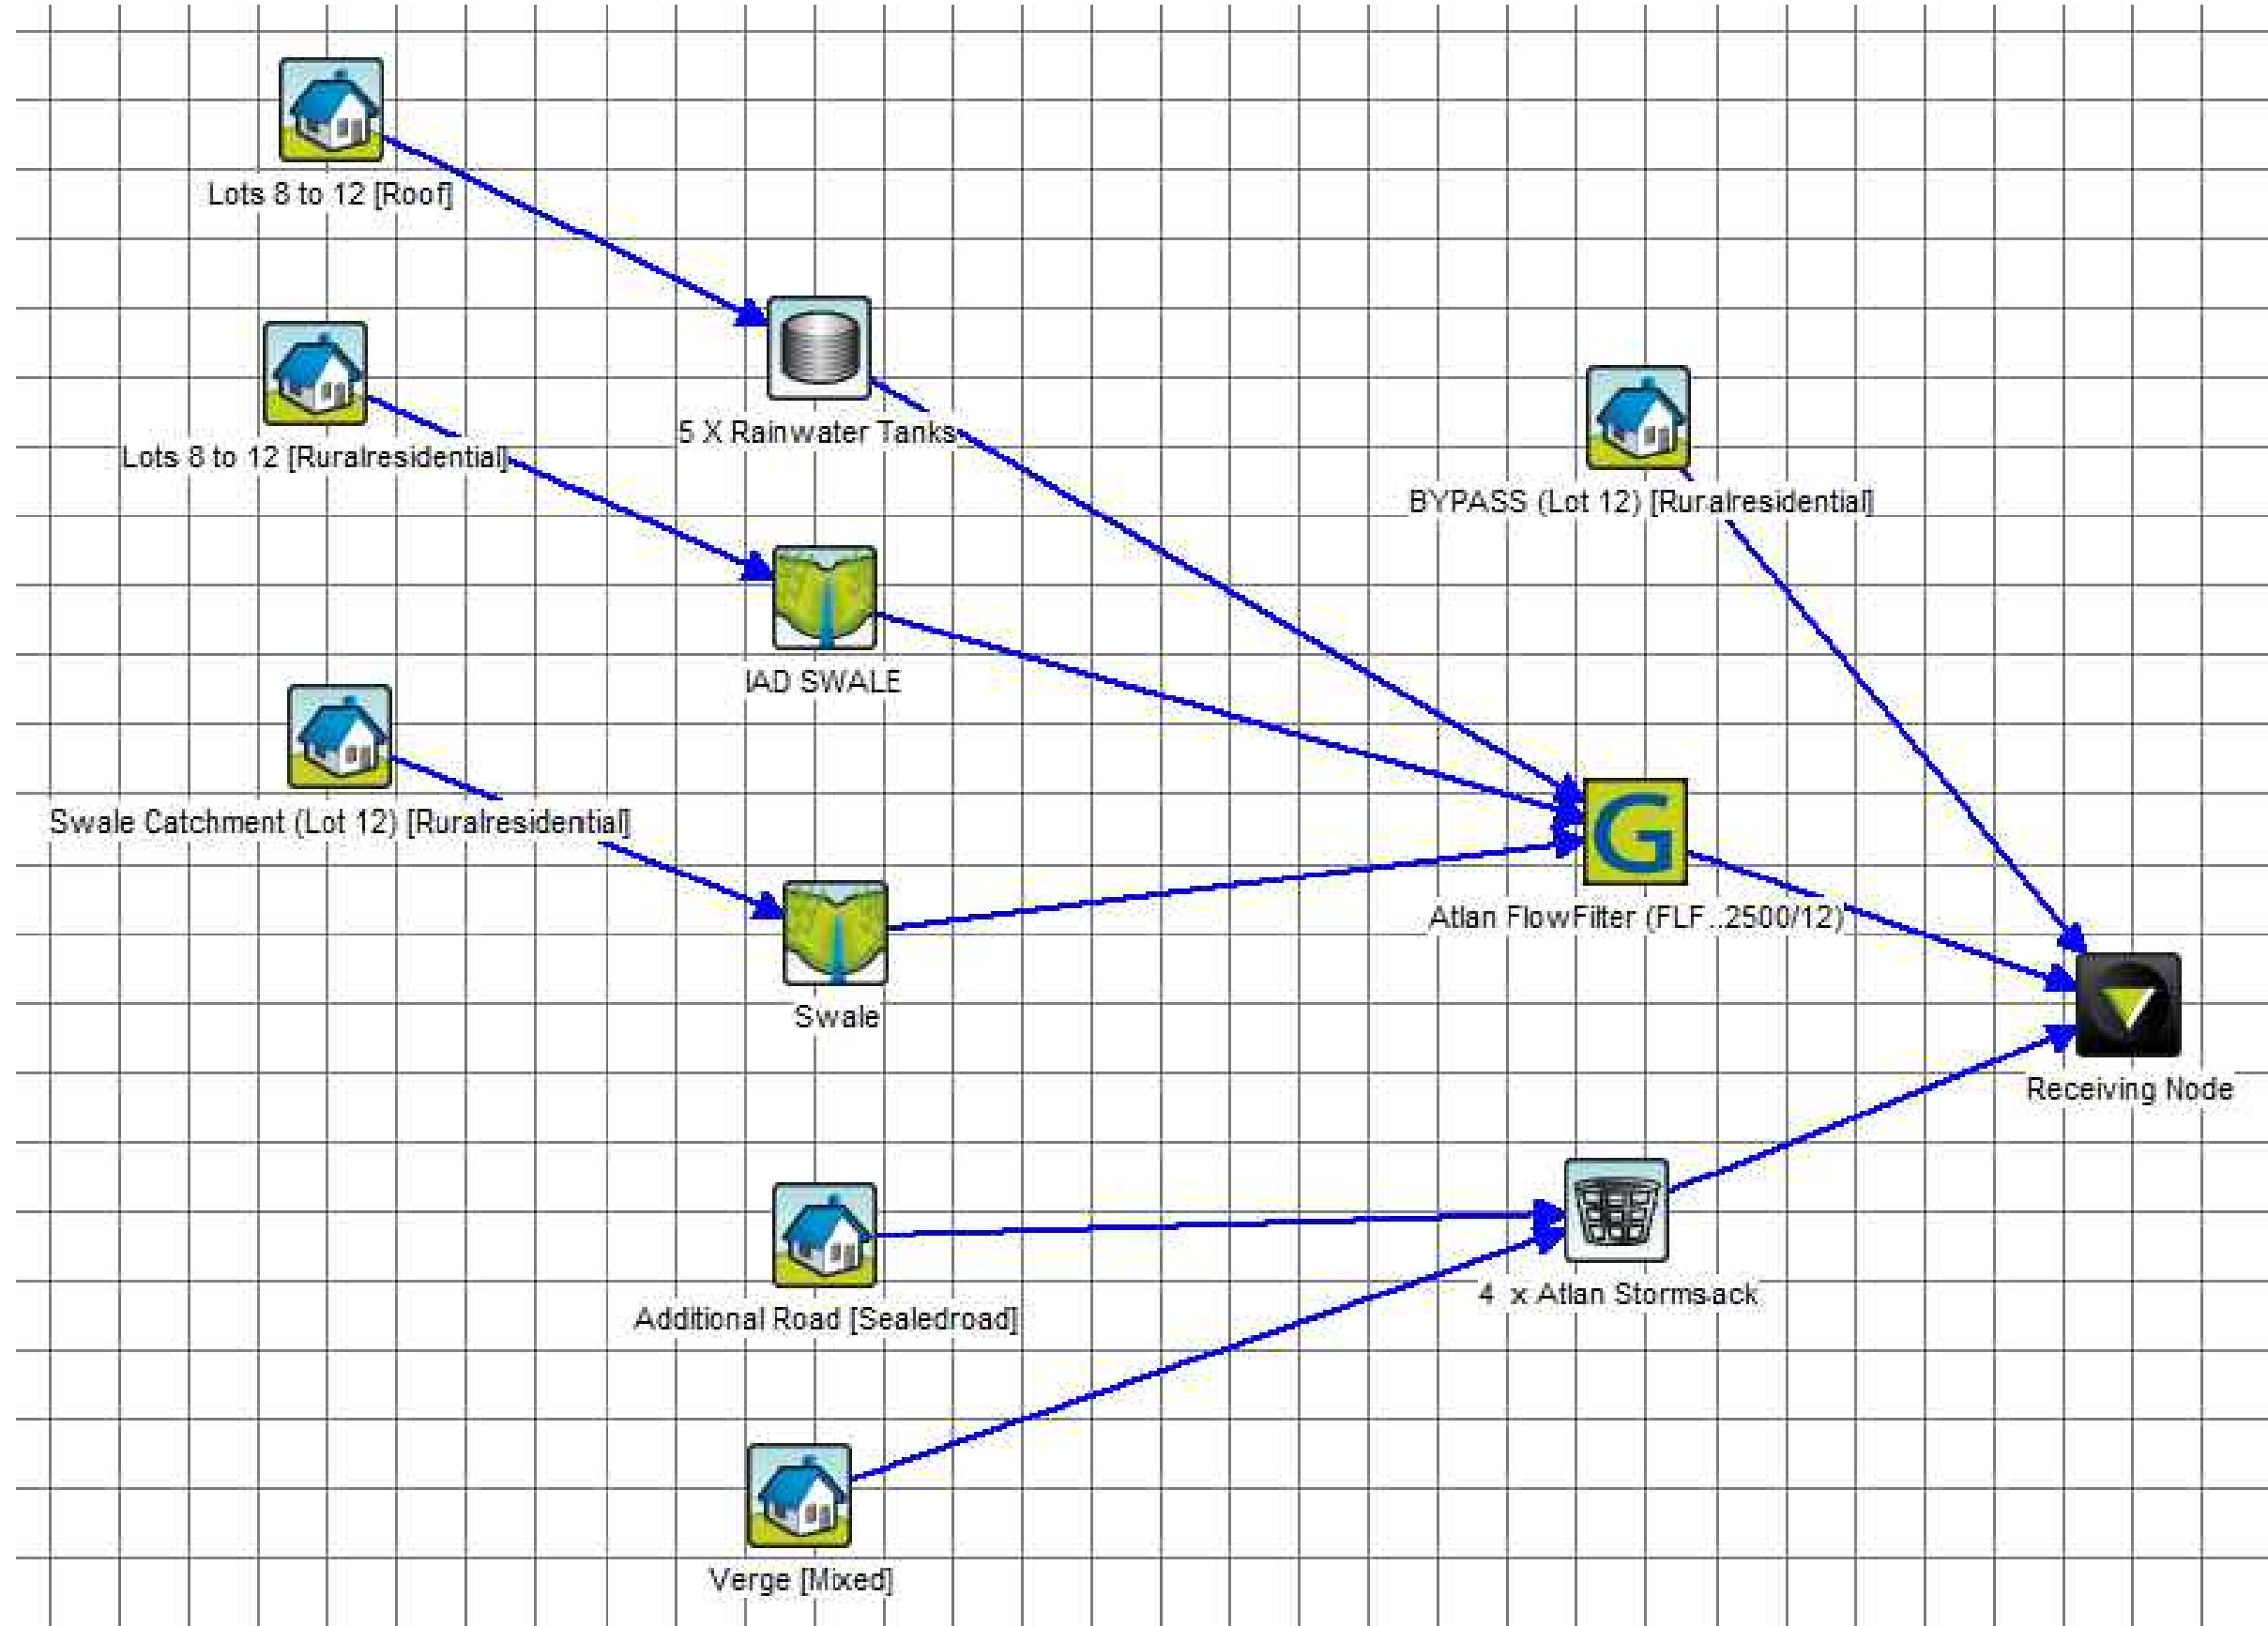 Lots 8 to 12 [Roof]
5 X Rainwater Tanks
Lots 8 to 12 [Ruralresidential]
BYPASS (Lot 12) [Ruralresidential]
IAD SWALE
Swale Catchment (Lot 12) [Ruralresidential]
G
Atlan FlowFilter (FLF..2500/12)
Swale
Receiving Node
4 x Atlan Stormsack
Additional Road [Sealedroad]
Verge [Mixed]